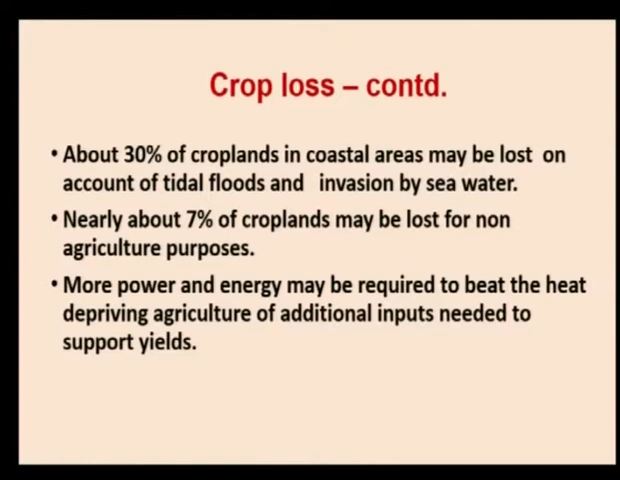 Crop loss – contd.
• About 30% of croplands in coastal areas may be lost on
account of tidal floods and invasion by sea water.
• Nearly about 7% of croplands may be lost for non
agriculture purposes.
• More power and energy may be required to beat the heat
depriving agriculture of additional inputs needed to
support yields.